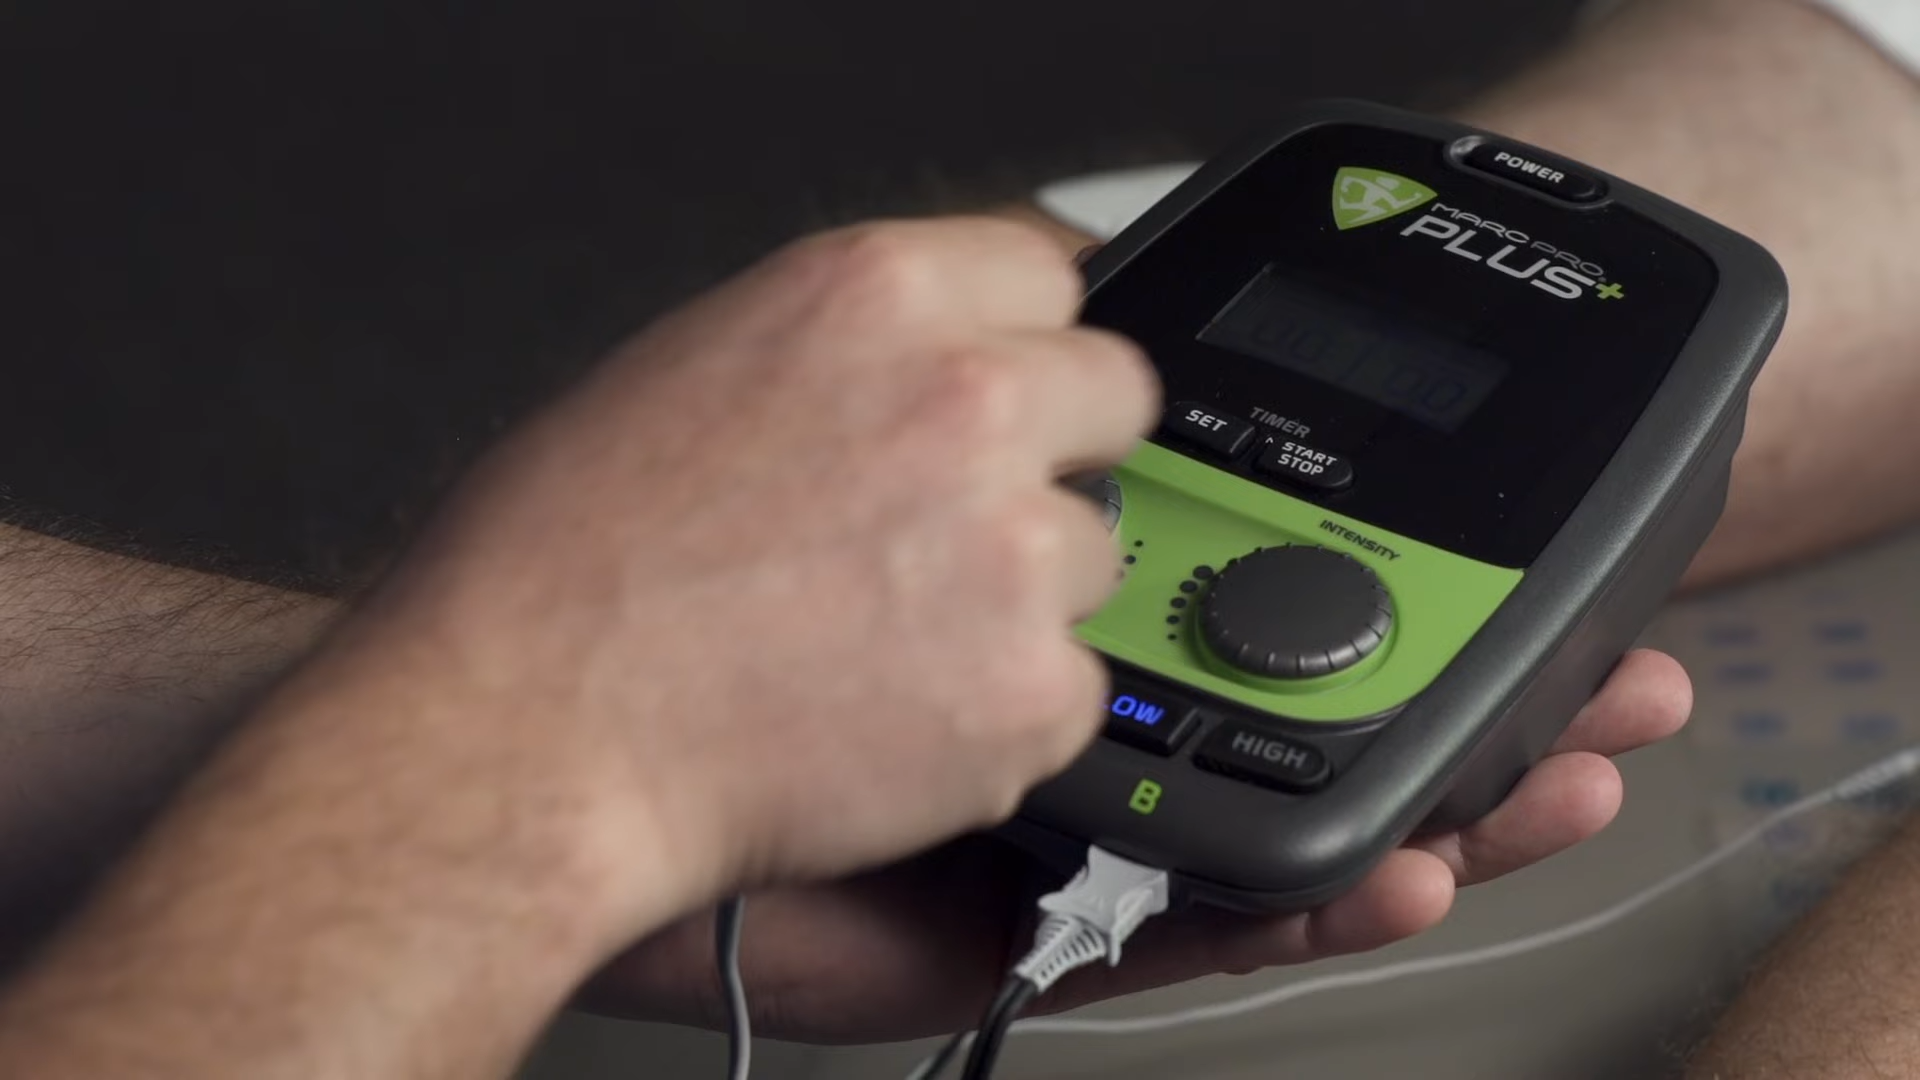 POWER
MARC PRO
PLUS+
TIMER
SET
START
STOP
INTENSITY
LOW
HIGH
B